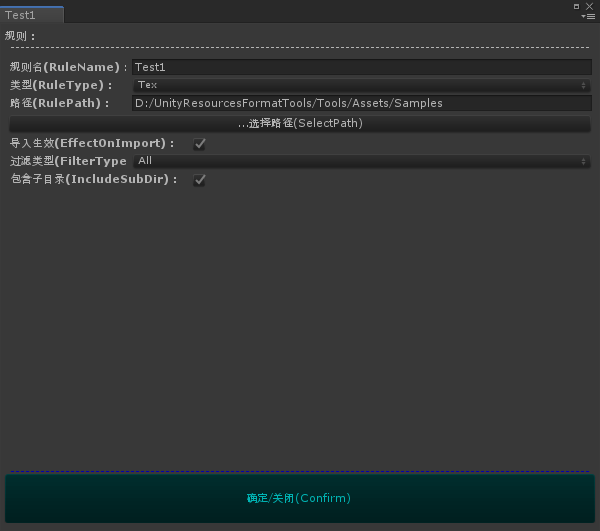 Test1
规则：
规则名(RuleName)： Test1
类型(RuleType)： Tex
路径(RulePath)： D:/UnityResourcesFormatTools/Tools/Assets/Samples
...选择路径(SelectPath)
导入生效(EffectOnImport)：
过滤类型(FilterType All
包含子目录(IncludeSubDir)：
确定/关闭(Confirm)